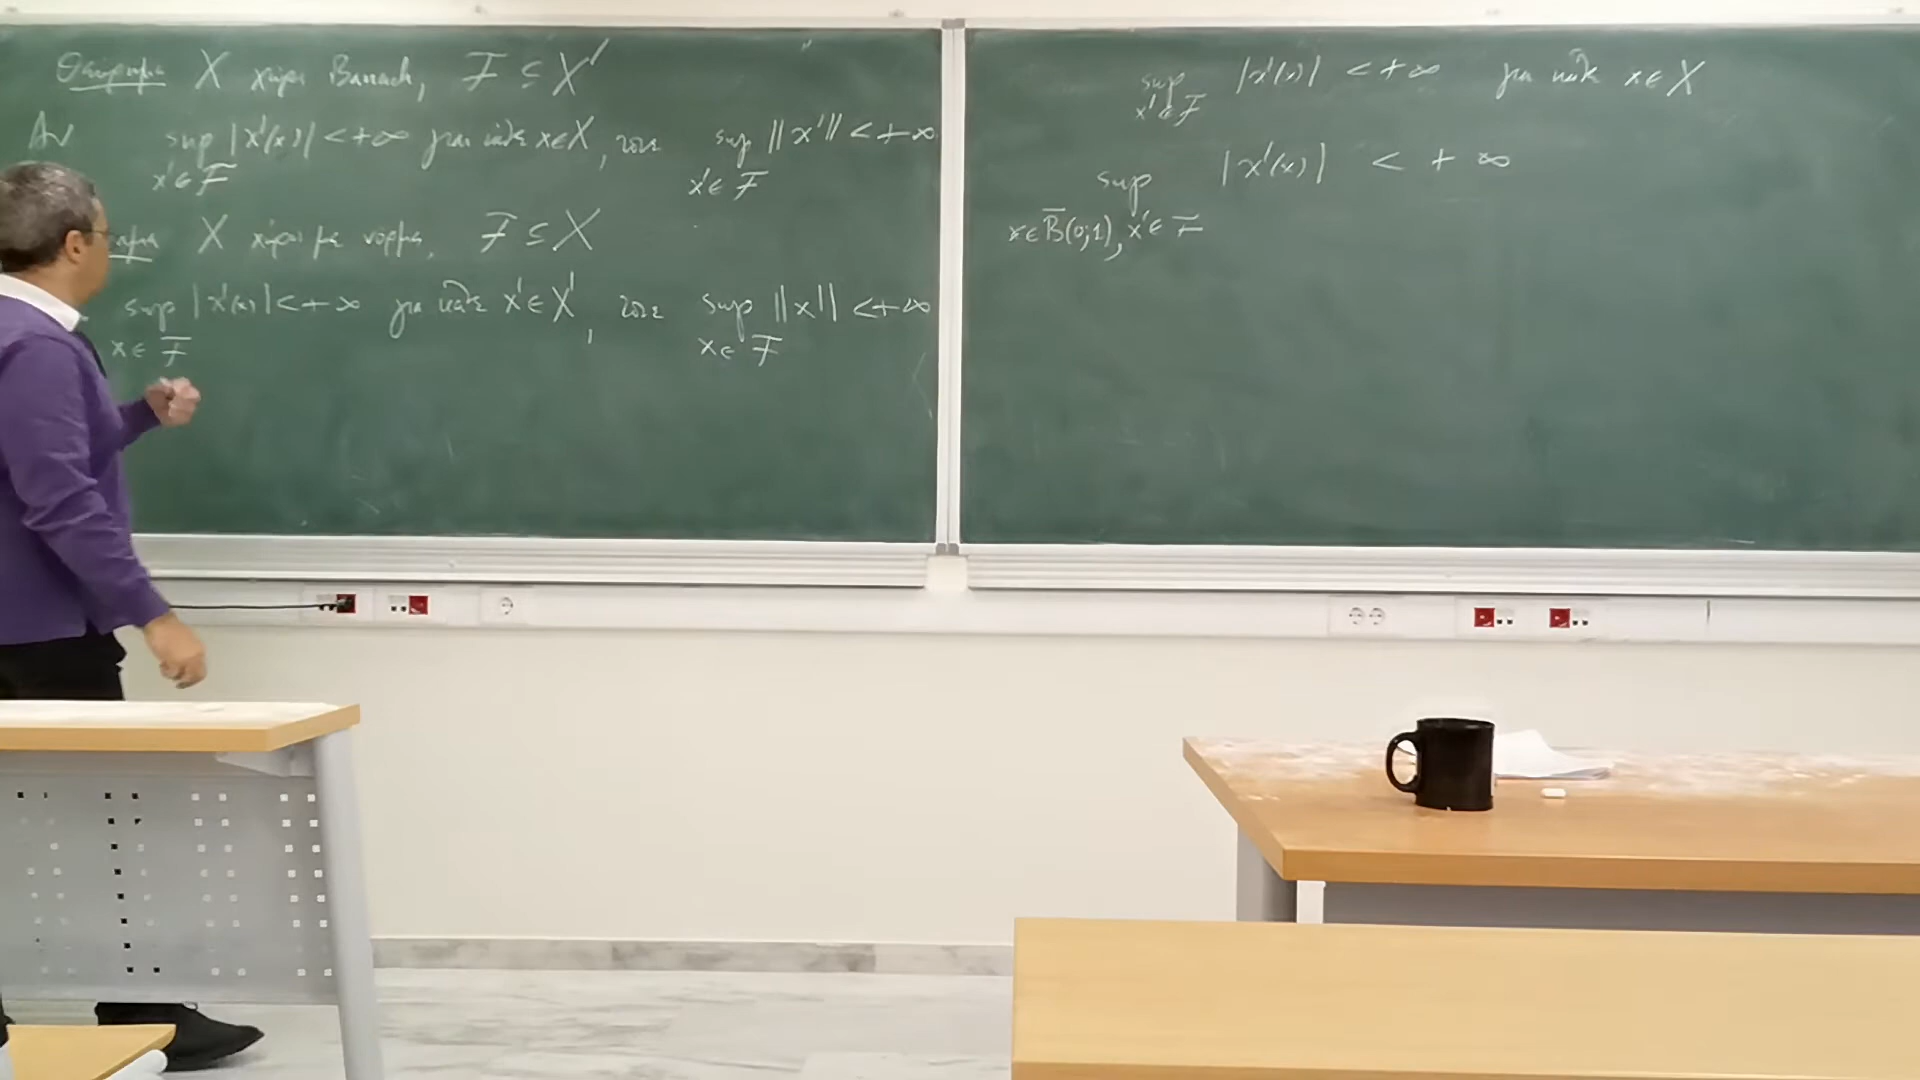 Θεώρημα X χώρος Banach, F ⊆ X'
Αν sup |x'(x)| < +∞ για κάθε x∈X, τότε sup ||x'|| < +∞
x'∈F x'∈F
X χώρος με νόρμα, F ⊆ X
sup |x'(x)| < +∞ για κάθε x'∈X', τότε sup ||x|| < +∞
x∈F x∈F
sup |x'(x)| < +∞ για κάθε x∈X
x'∈F
sup |x'(x)| < +∞
x∈B̅(0;1), x'∈F